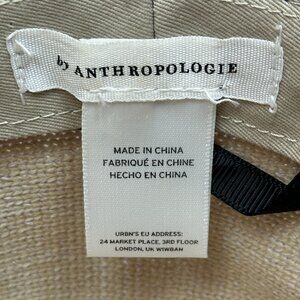 by ANTHROPOLOGIE
MADE IN CHINA
FABRIQUÉ EN CHINE
HECHO EN CHINA
URBN'S EU ADDRESS:
24 MARKET PLACE, 3RD FLOOR
LONDON, UK W1W8AN